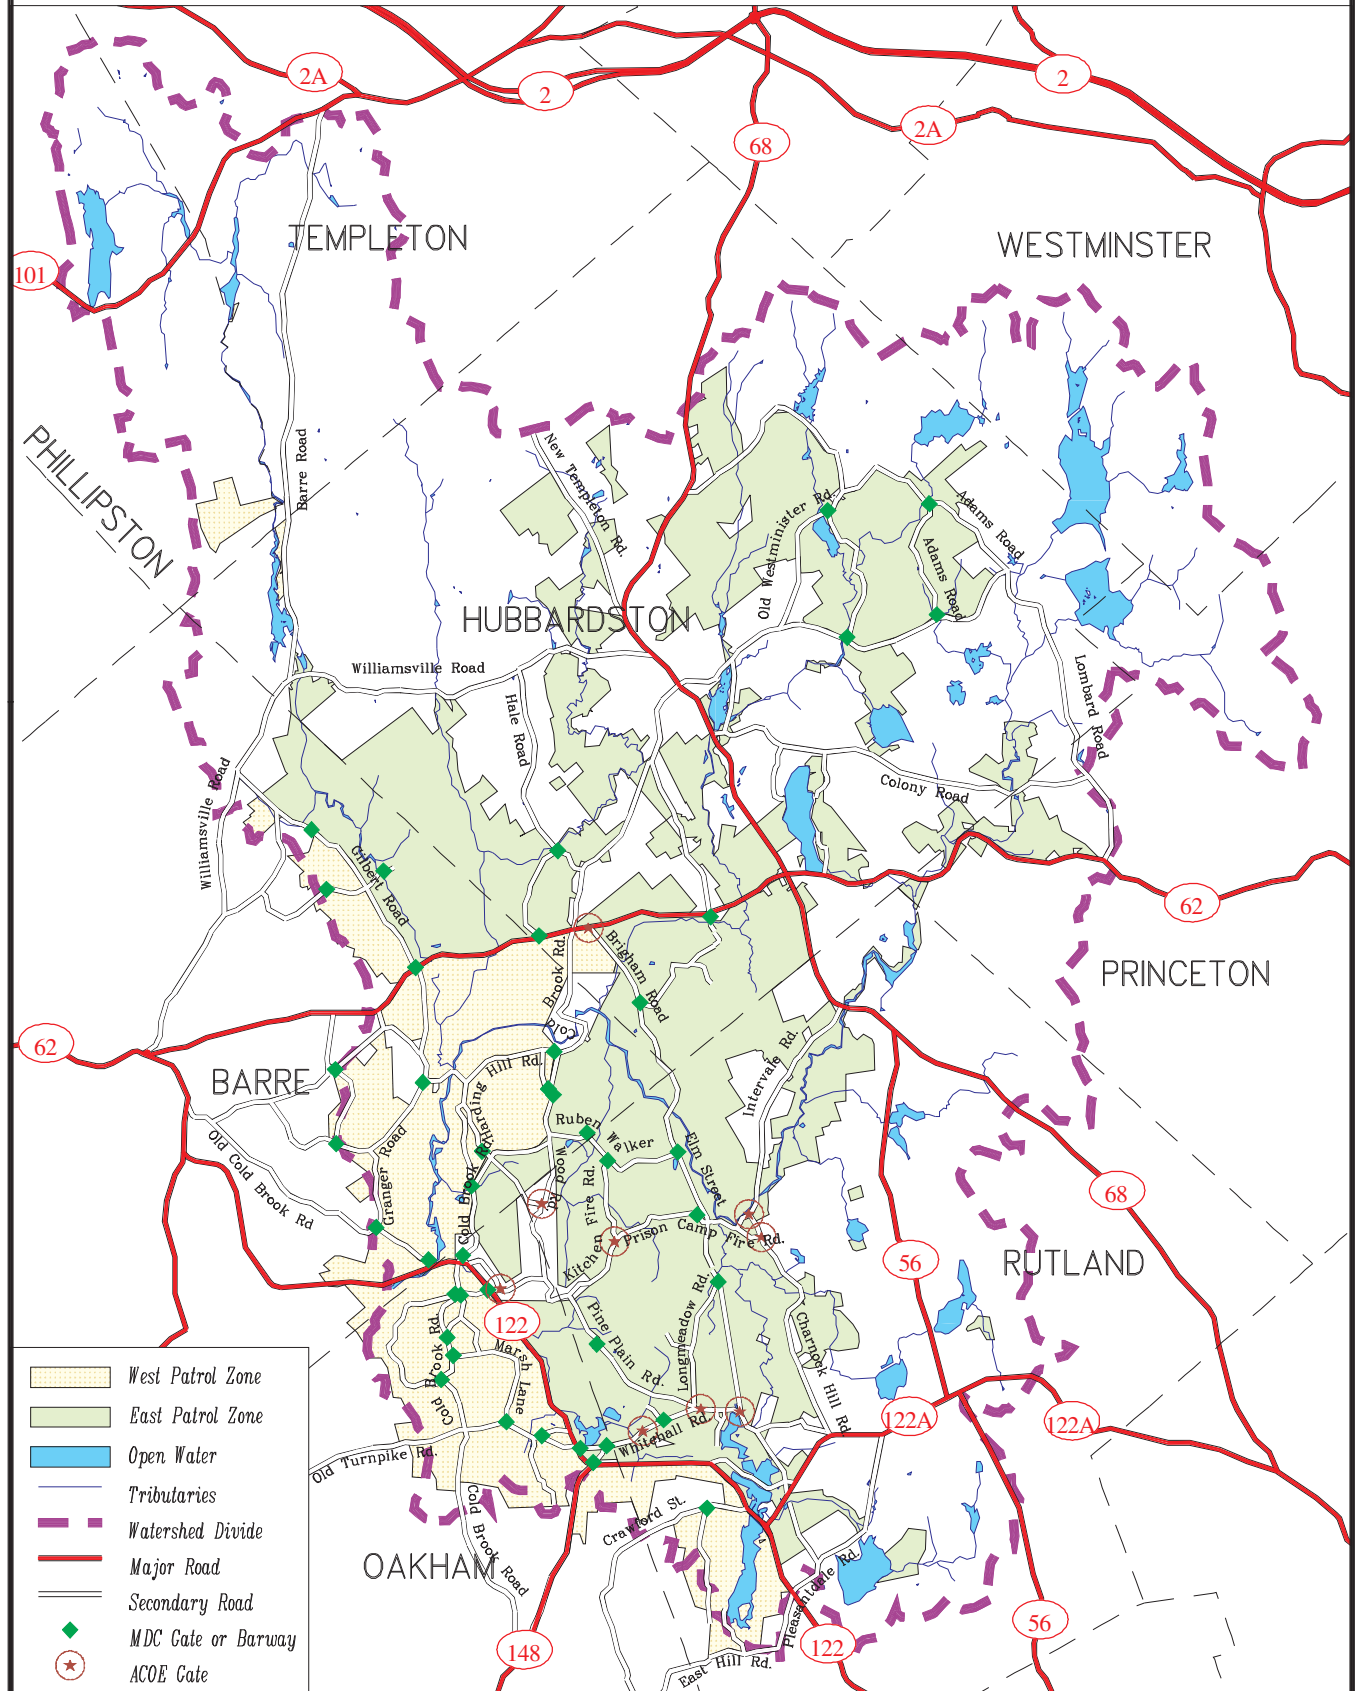 2A
2
2
2A
68
TEMPLETON
WESTMINSTER
101
PHILLIPSTON
Barre Road
New Templeton Rd.
Old Westminister Rd.
Adams Road
Adams Road
HUBBARDSTON
Williamsville Road
Hale Road
Lombard Road
Colony Road
Williamsville Road
Gilbert Road
62
Brigham Road
Cold Brook Rd.
PRINCETON
62
BARRE
Harding Hill Rd.
Intervale Rd.
Ruben Walker
Old Cold Brook Rd
Granger Road
Cold Brook Rd.
Wood Rd
Kitchen Fire Rd.
Elm Street
68
Prison Camp Fire Rd.
56
RUTLAND
122
Pine Plain Rd.
Longmeadow Rd.
Charnock Hill Rd.
Cold Brook Rd.
Marsh Lane
122A
122A
Whitehall Rd.
Old Turnpike Rd.
Crawford St.
Cold Brook Road
OAKHAM
Pleasantdale Rd.
East Hill Rd.
148
122
56
West Patrol Zone
East Patrol Zone
Open Water
Tributaries
Watershed Divide
Major Road
Secondary Road
MDC Gate or Barway
ACOE Gate